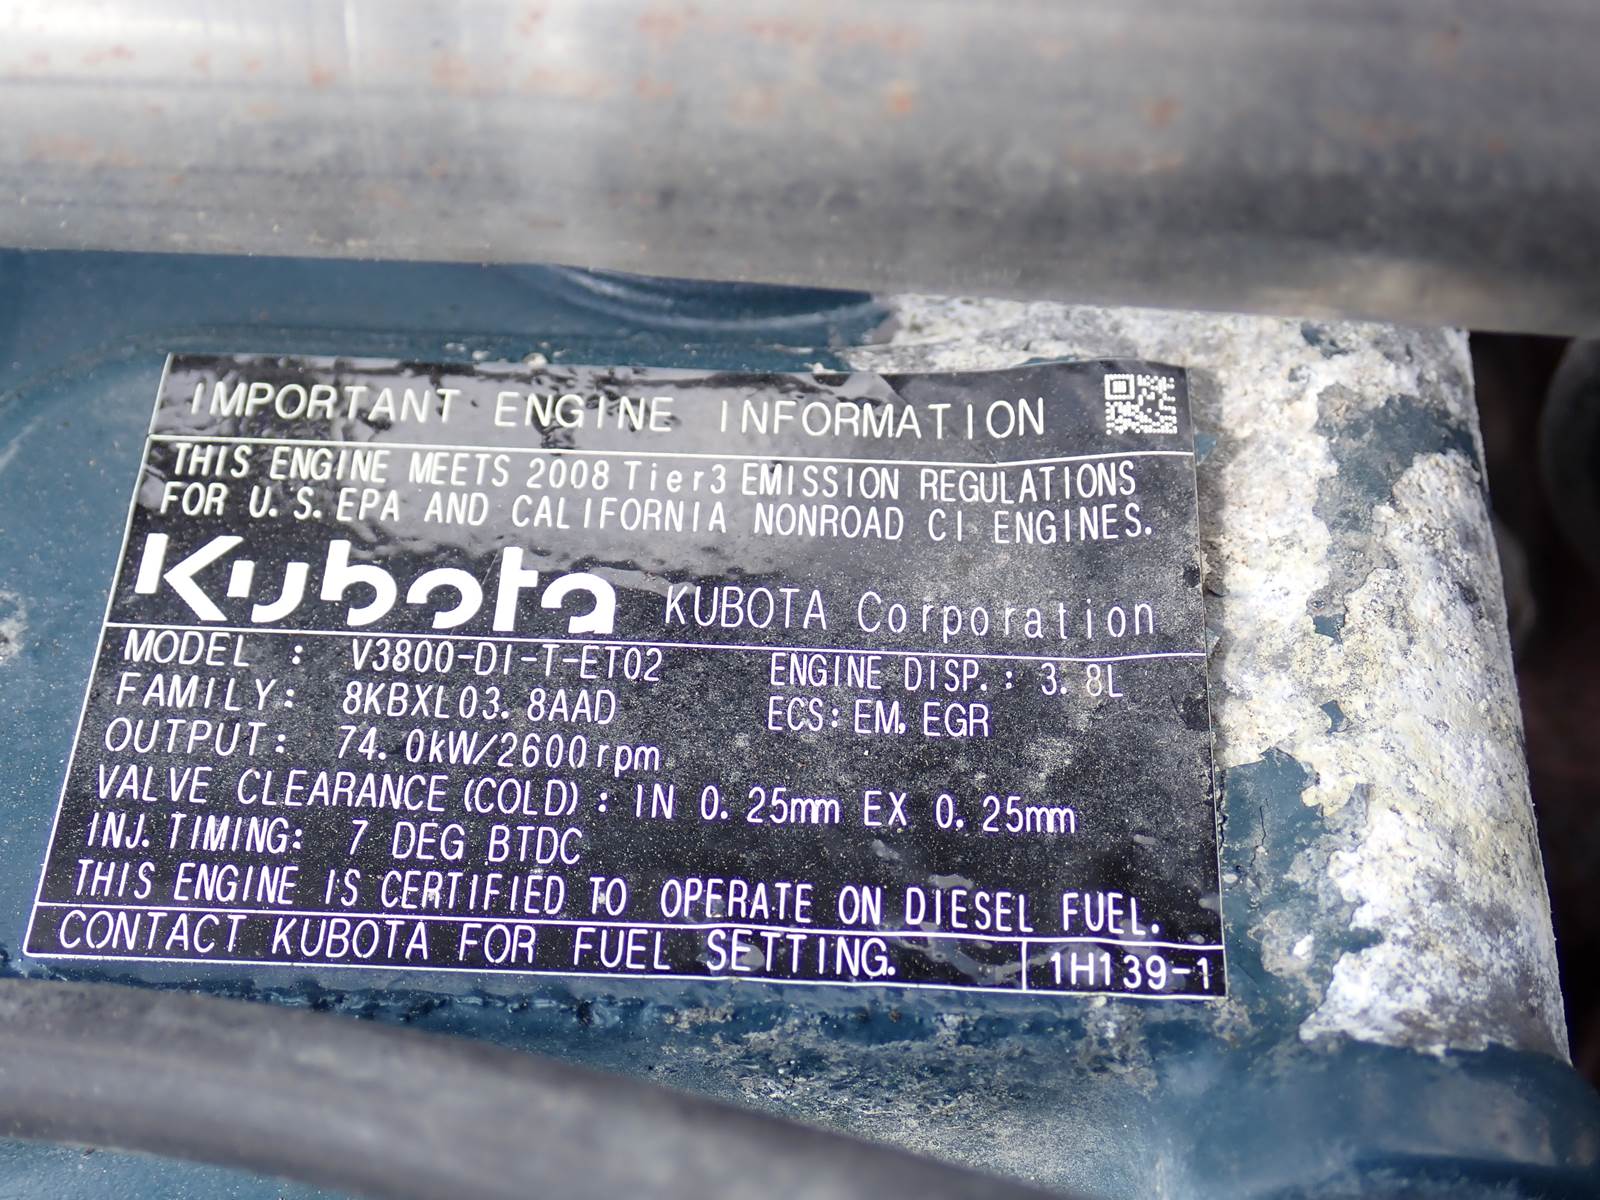 IMPORTANT ENGINE INFORMATION
THIS ENGINE MEETS 2008 Tier3 EMISSION REGULATIONS
FOR U.S.EPA AND CALIFORNIA NONROAD CI ENGINES.
Kubota KUBOTA Corporation
MODEL : V3800-DI-T-ET02 ENGINE DISP.: 3.8L
FAMILY: 8KBXL03.8AAD ECS: EM, EGR
OUTPUT: 74.0kW/2600rpm
VALVE CLEARANCE (COLD): IN 0.25mm EX 0.25mm
INJ. TIMING: 7 DEG BTDC
THIS ENGINE IS CERTIFIED TO OPERATE ON DIESEL FUEL.
CONTACT KUBOTA FOR FUEL SETTING. 1H139-1